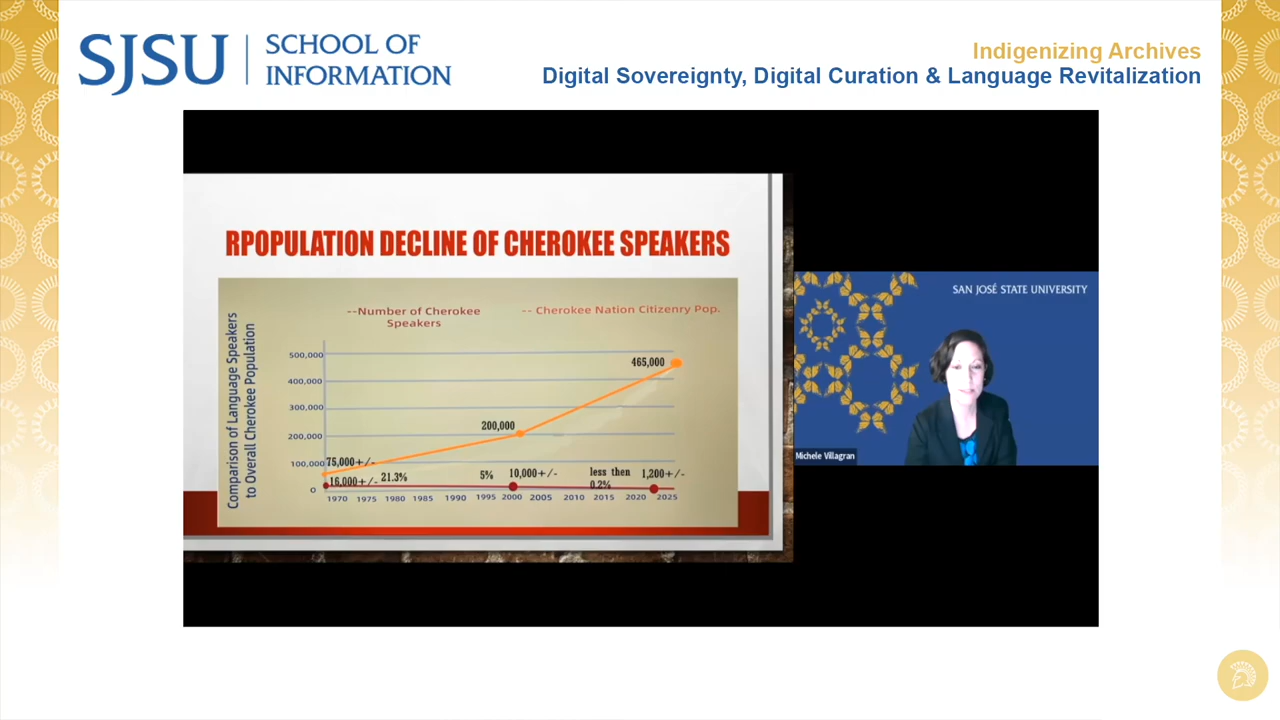 SJSU
SCHOOL OF
INFORMATION
Indigenizing Archives
Digital Sovereignty, Digital Curation & Language Revitalization
RPOPULATION DECLINE OF CHEROKEE SPEAKERS
Comparison of Language Speakers
to Overall Cherokee Population
--Number of Cherokee
Speakers
-- Cherokee Nation Citizenry Pop.
500,000
400,000
300,000
200,000
100,000
0
465,000
200,000
75,000+/-
16,000+/-
21.3%
5%
10,000+/-
less then
0.2%
1,200+/-
1970 1975 1980 1985 1990 1995 2000 2005 2010 2015 2020 2025
SAN JOSÉ STATE UNIVERSITY
Michele Villagran